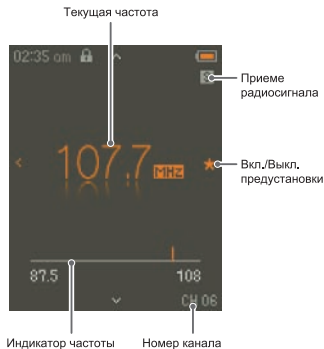 Текущая частота
02:35 am
Приеме
радиосигнала
107.7 MHz
Вкл./Выкл.
предустановки
87.5
108
CH 06
Индикатор частоты
Номер канала